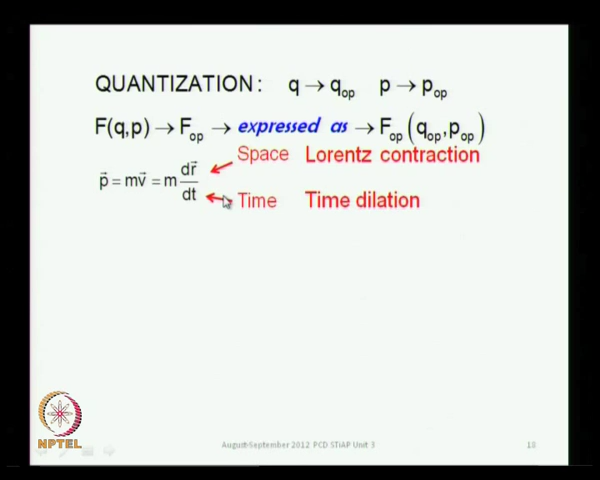 QUANTIZATION: q → q_op p → p_op
F(q,p) → F_op → expressed as → F_op (q_op, p_op)
Space Lorentz contraction
p⃗ = mv⃗ = m dr⃗/dt
Time Time dilation
NPTEL
August-September 2012 PCD STiAP Unit 3 18